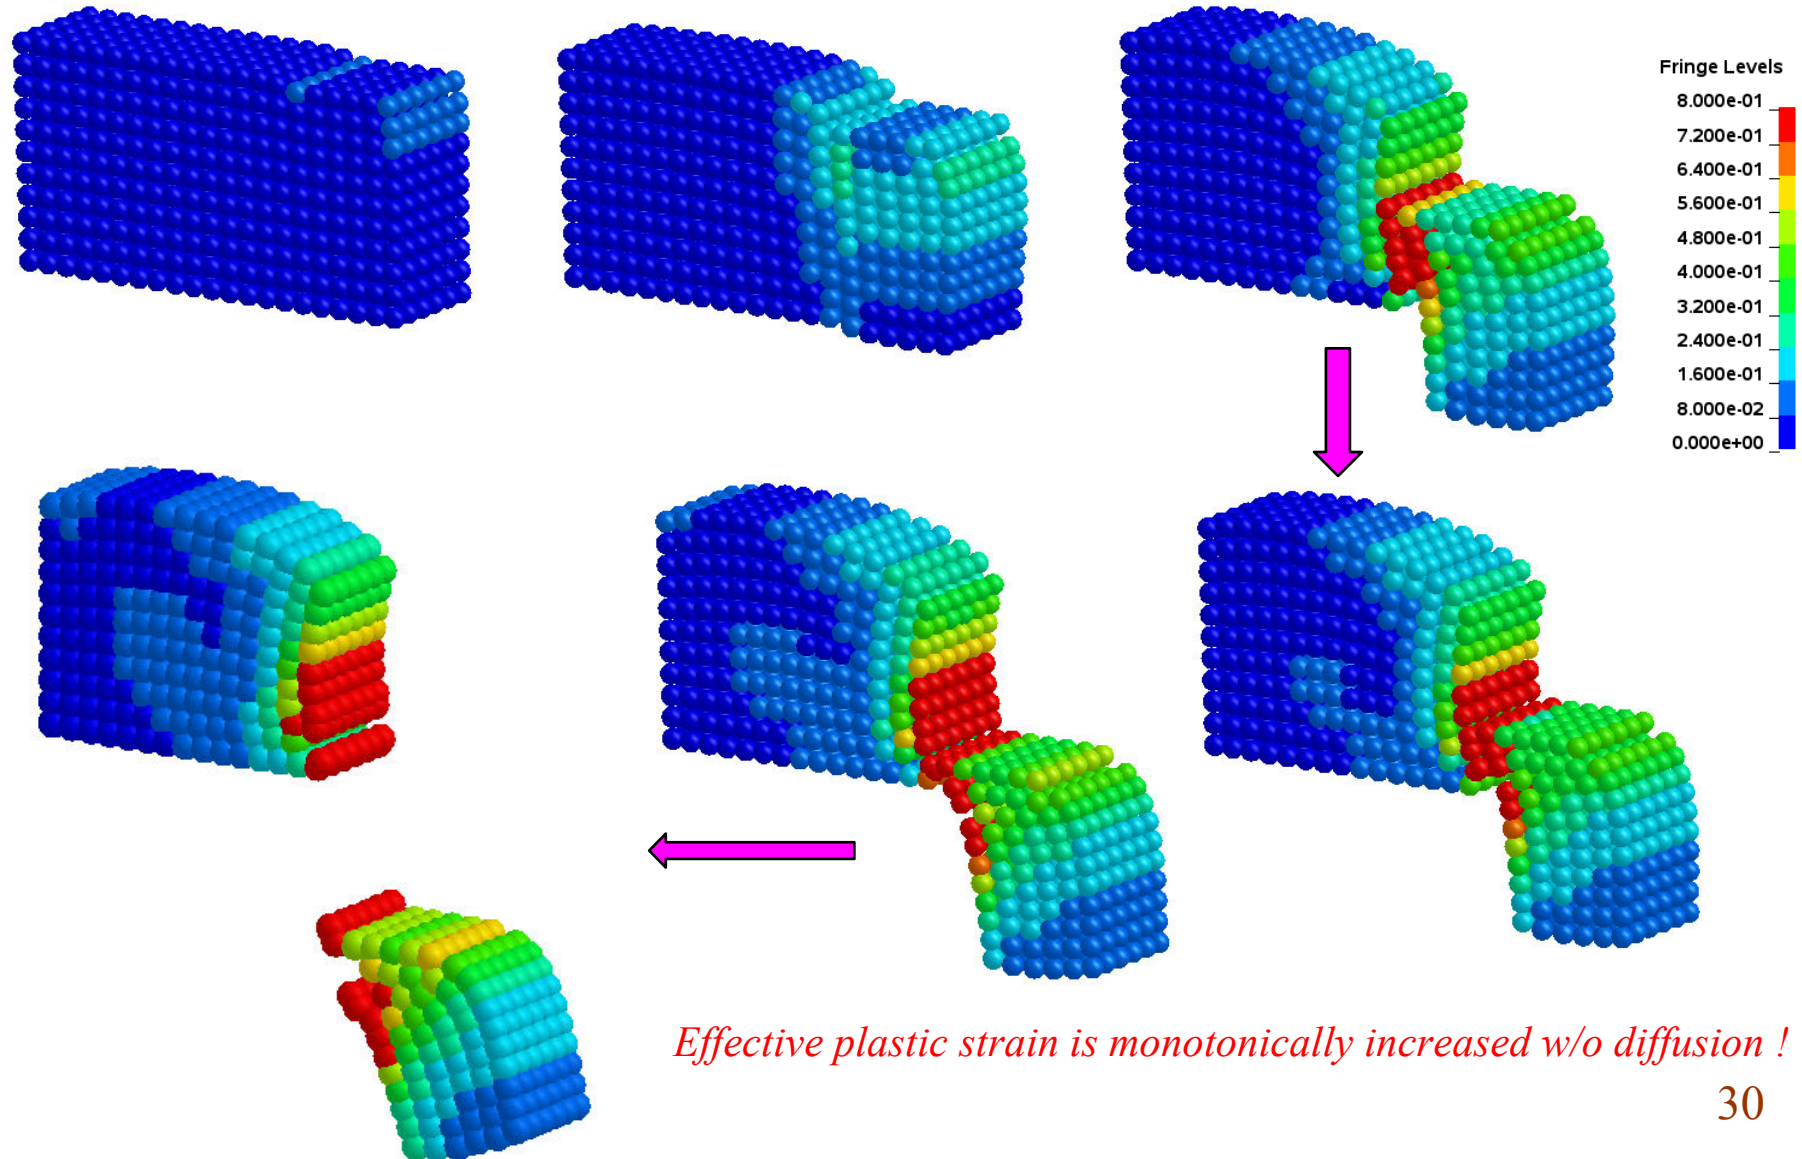 Fringe Levels
8.000e-01
7.200e-01
6.400e-01
5.600e-01
4.800e-01
4.000e-01
3.200e-01
2.400e-01
1.600e-01
8.000e-02
0.000e+00
Effective plastic strain is monotonically increased w/o diffusion !
30